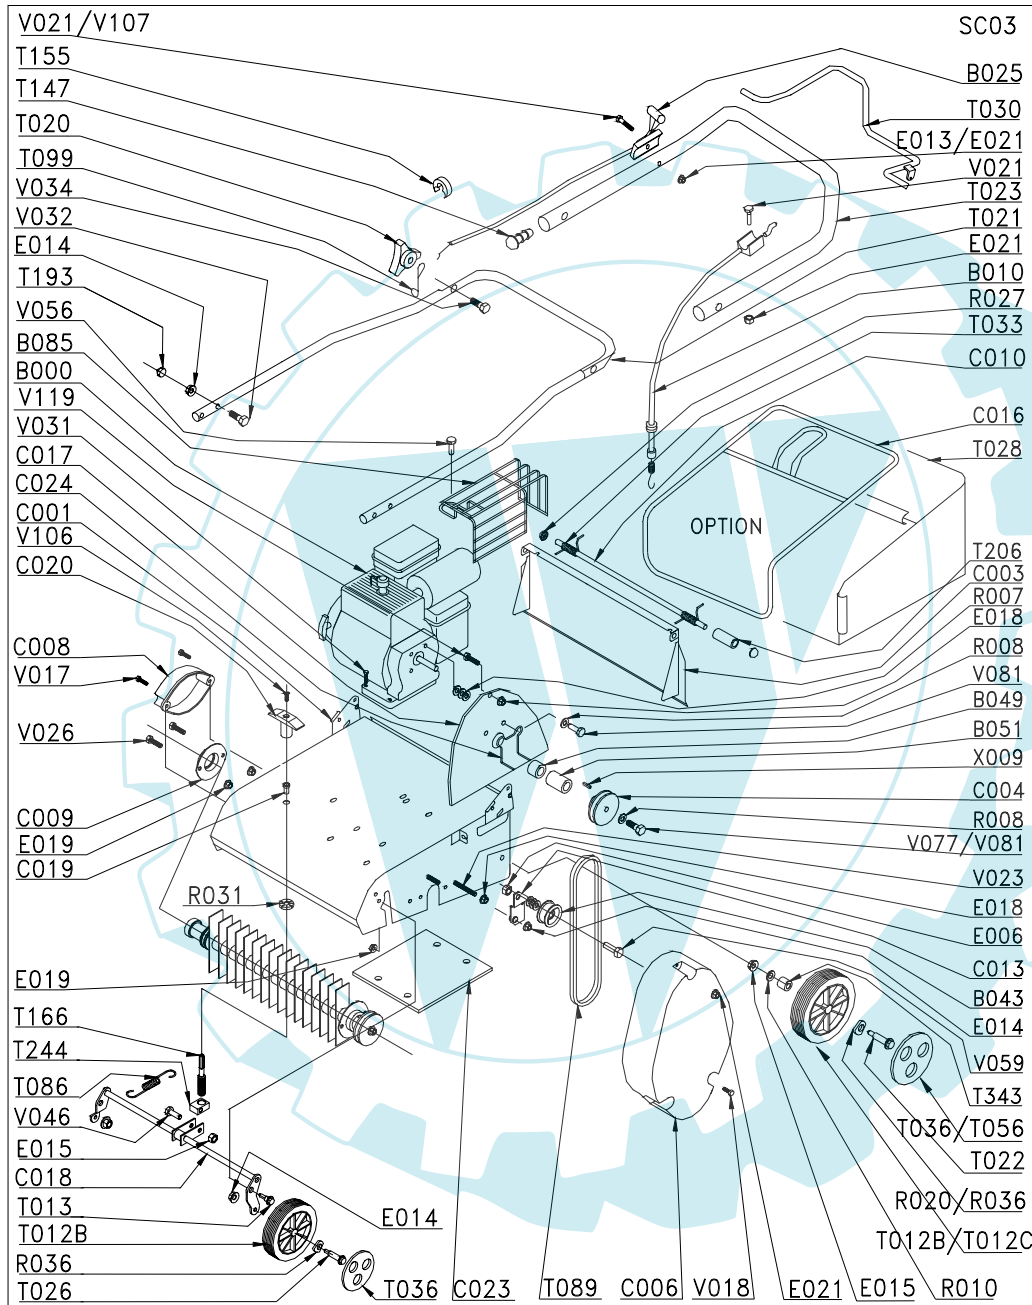 V021/V107
T155
T147
T020
T099
V034
V032
E014
T193
V056
B085
B000
V119
V031
C017
C024
C001
V106
C020
C008
V017
V026
C009
E019
C019
R031
E019
T166
T244
T086
V046
E015
C018
T013
T012B
R036
T026
SC03
B025
T030
E013/E021
V021
T023
T021
E021
B010
R027
T033
C010
C016
T028
OPTION
T206
C003
R007
E018
R008
V081
B049
B051
X009
C004
R008
V077/V081
V023
E018
E006
C013
B043
E014
V059
T343
T036/T056
T022
R020/R036
T012B/T012C
E014
T036
C023
T089
C006
V018
E021
E015
R010